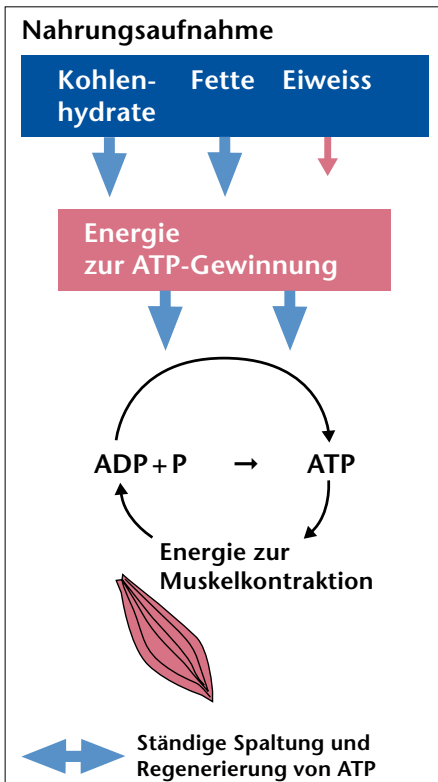 Nahrungsaufnahme
Kohlen- Fette Eiweiss
hydrate
Energie
zur ATP-Gewinnung
ADP + P → ATP
Energie zur
Muskelkontraktion
Ständige Spaltung und
Regenerierung von ATP